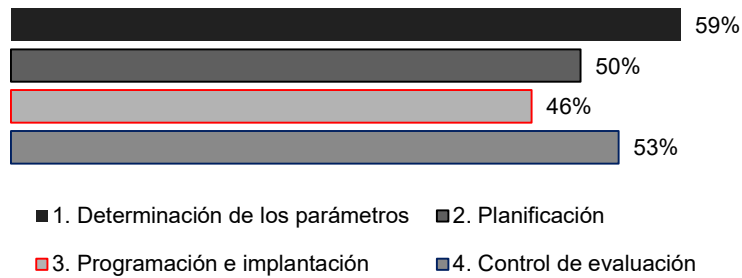 59%
50%
46%
53%
1. Determinación de los parámetros
2. Planificación
3. Programación e implantación
4. Control de evaluación